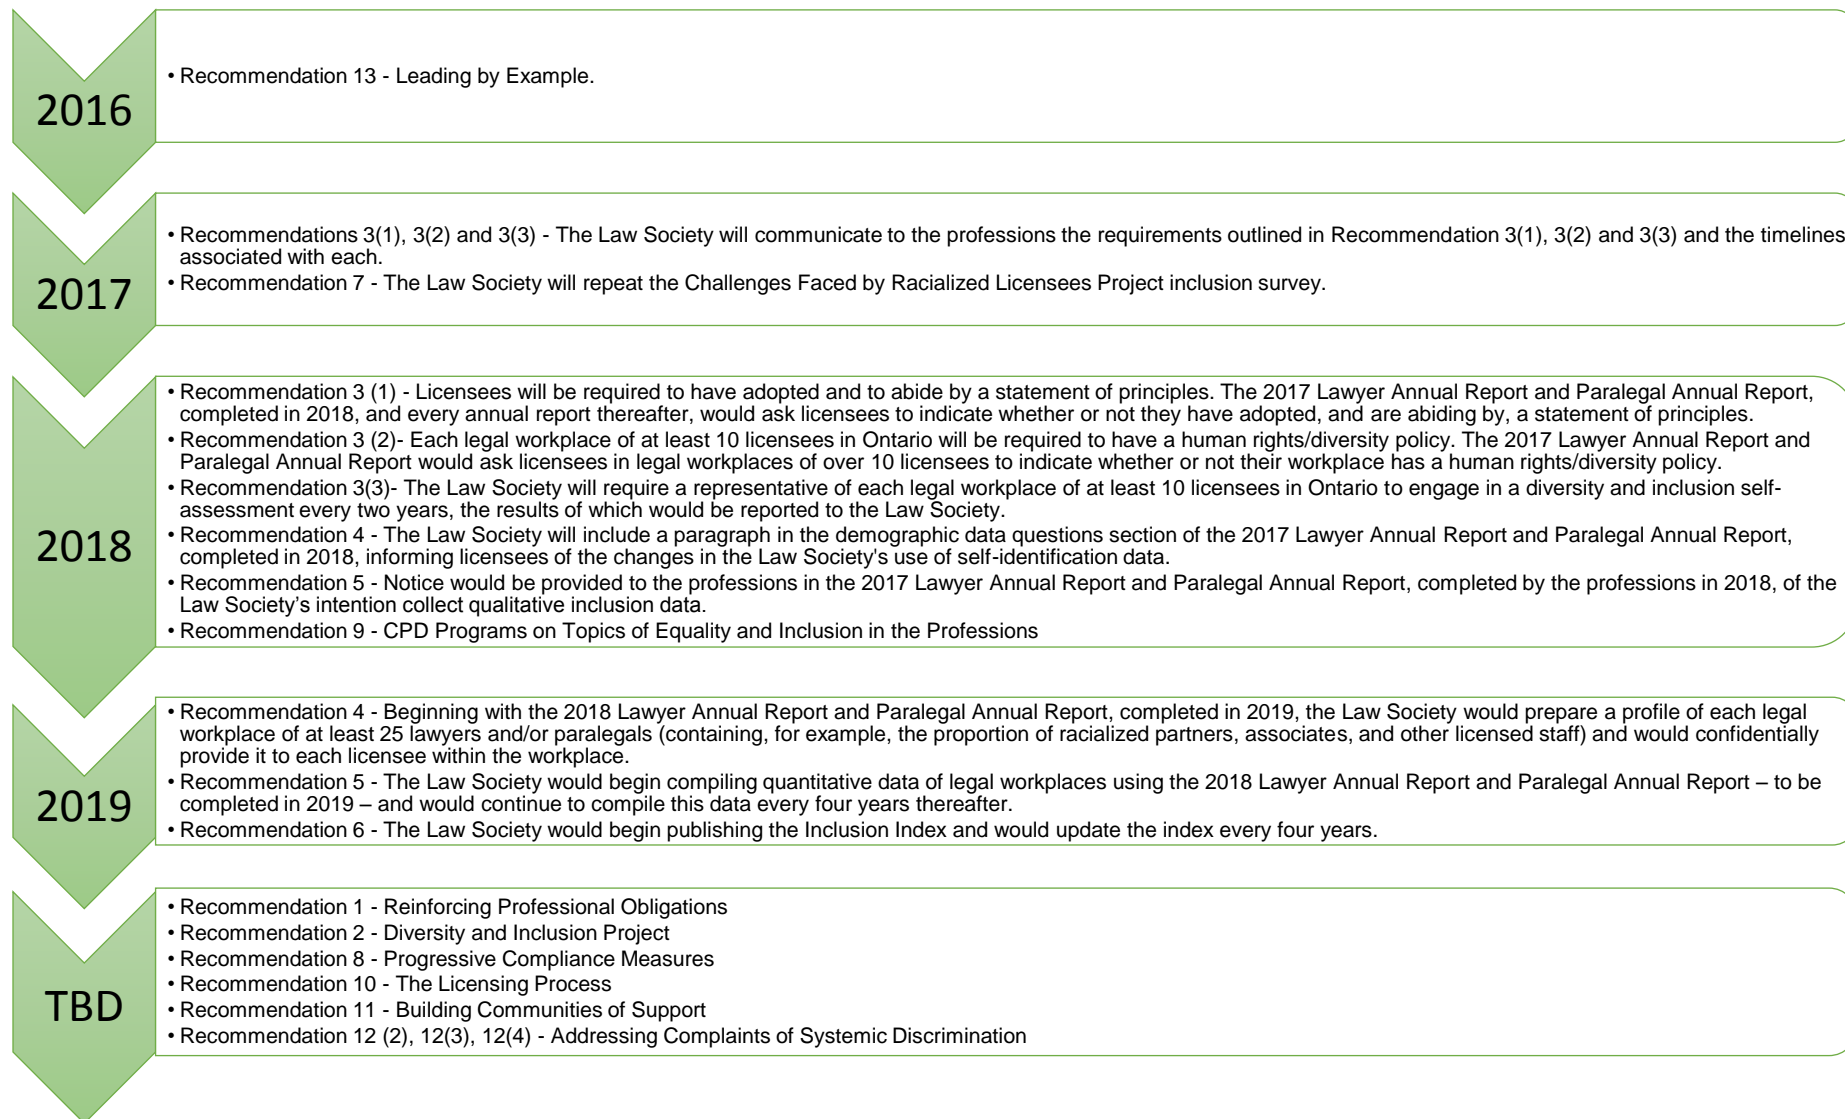 2016
• Recommendation 13 - Leading by Example.
2017
• Recommendations 3(1), 3(2) and 3(3) - The Law Society will communicate to the professions the requirements outlined in Recommendation 3(1), 3(2) and 3(3) and the timelines
associated with each.
• Recommendation 7 - The Law Society will repeat the Challenges Faced by Racialized Licensees Project inclusion survey.
2018
• Recommendation 3 (1) - Licensees will be required to have adopted and to abide by a statement of principles. The 2017 Lawyer Annual Report and Paralegal Annual Report,
completed in 2018, and every annual report thereafter, would ask licensees to indicate whether or not they have adopted, and are abiding by, a statement of principles.
• Recommendation 3 (2)- Each legal workplace of at least 10 licensees in Ontario will be required to have a human rights/diversity policy. The 2017 Lawyer Annual Report and
Paralegal Annual Report would ask licensees in legal workplaces of over 10 licensees to indicate whether or not their workplace has a human rights/diversity policy.
• Recommendation 3(3)- The Law Society will require a representative of each legal workplace of at least 10 licensees in Ontario to engage in a diversity and inclusion self-
assessment every two years, the results of which would be reported to the Law Society.
• Recommendation 4 - The Law Society will include a paragraph in the demographic data questions section of the 2017 Lawyer Annual Report and Paralegal Annual Report,
completed in 2018, informing licensees of the changes in the Law Society's use of self-identification data.
• Recommendation 5 - Notice would be provided to the professions in the 2017 Lawyer Annual Report and Paralegal Annual Report, completed by the professions in 2018, of the
Law Society’s intention collect qualitative inclusion data.
• Recommendation 9 - CPD Programs on Topics of Equality and Inclusion in the Professions
2019
• Recommendation 4 - Beginning with the 2018 Lawyer Annual Report and Paralegal Annual Report, completed in 2019, the Law Society would prepare a profile of each legal
workplace of at least 25 lawyers and/or paralegals (containing, for example, the proportion of racialized partners, associates, and other licensed staff) and would confidentially
provide it to each licensee within the workplace.
• Recommendation 5 - The Law Society would begin compiling quantitative data of legal workplaces using the 2018 Lawyer Annual Report and Paralegal Annual Report – to be
completed in 2019 – and would continue to compile this data every four years thereafter.
• Recommendation 6 - The Law Society would begin publishing the Inclusion Index and would update the index every four years.
TBD
• Recommendation 1 - Reinforcing Professional Obligations
• Recommendation 2 - Diversity and Inclusion Project
• Recommendation 8 - Progressive Compliance Measures
• Recommendation 10 - The Licensing Process
• Recommendation 11 - Building Communities of Support
• Recommendation 12 (2), 12(3), 12(4) - Addressing Complaints of Systemic Discrimination